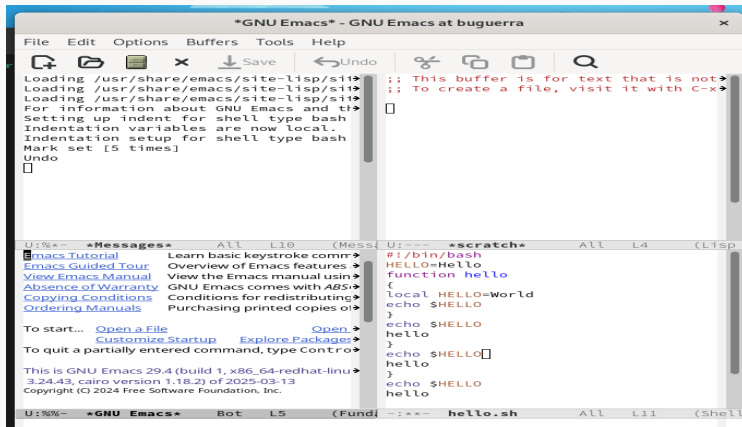 *GNU Emacs* - GNU Emacs at buguerra
×
File Edit Options Buffers Tools Help
Save Undo
Loading /usr/share/emacs/site-lisp/sit
Loading /usr/share/emacs/site-lisp/sit
Loading /usr/share/emacs/site-lisp/sit
For information about GNU Emacs and th
Setting up indent for shell type bash
Indentation variables are now local.
Indentation setup for shell type bash
Mark set [5 times]
Undo
U:%*- *Messages* All L10 (Messa
;; This buffer is for text that is not
;; To create a file, visit it with C-x
U:--- *scratch* All L4 (Lisp
Emacs Tutorial Learn basic keystroke comm
Emacs Guided Tour Overview of Emacs features
View Emacs Manual View the Emacs manual usin
Absence of Warranty GNU Emacs comes with ABS
Copying Conditions Conditions for redistributing
Ordering Manuals Purchasing printed copies of
To start... Open a File Open
Customize Startup Explore Packages
To quit a partially entered command, type Contro
This is GNU Emacs 29.4 (build 1, x86_64-redhat-linu
3.24.43, cairo version 1.18.2) of 2025-03-13
Copyright (C) 2024 Free Software Foundation, Inc.
U:%%- *GNU Emacs* Bot L5 (Funda
#!/bin/bash
HELLO=Hello
function hello
{
local HELLO=World
echo $HELLO
}
echo $HELLO
hello
}
echo $HELLO
hello
}
echo $HELLO
hello
-:**- hello.sh All L11 (Shell